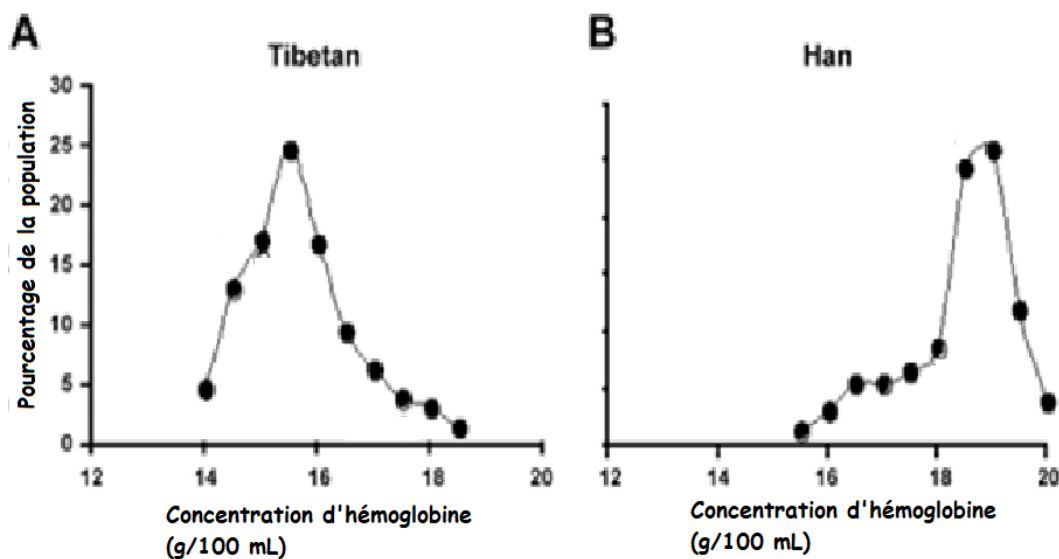 A
Tibetan
B
Han
Pourcentage de la population
30
25
20
15
10
5
0
12
14
16
18
20
12
14
16
18
20
Concentration d'hémoglobine
(g/100 mL)
Concentration d'hémoglobine
(g/100 mL)